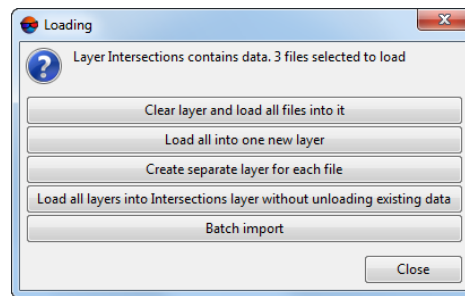 Loading
Layer Intersections contains data. 3 files selected to load
Clear layer and load all files into it
Load all into one new layer
Create separate layer for each file
Load all layers into Intersections layer without unloading existing data
Batch import
Close